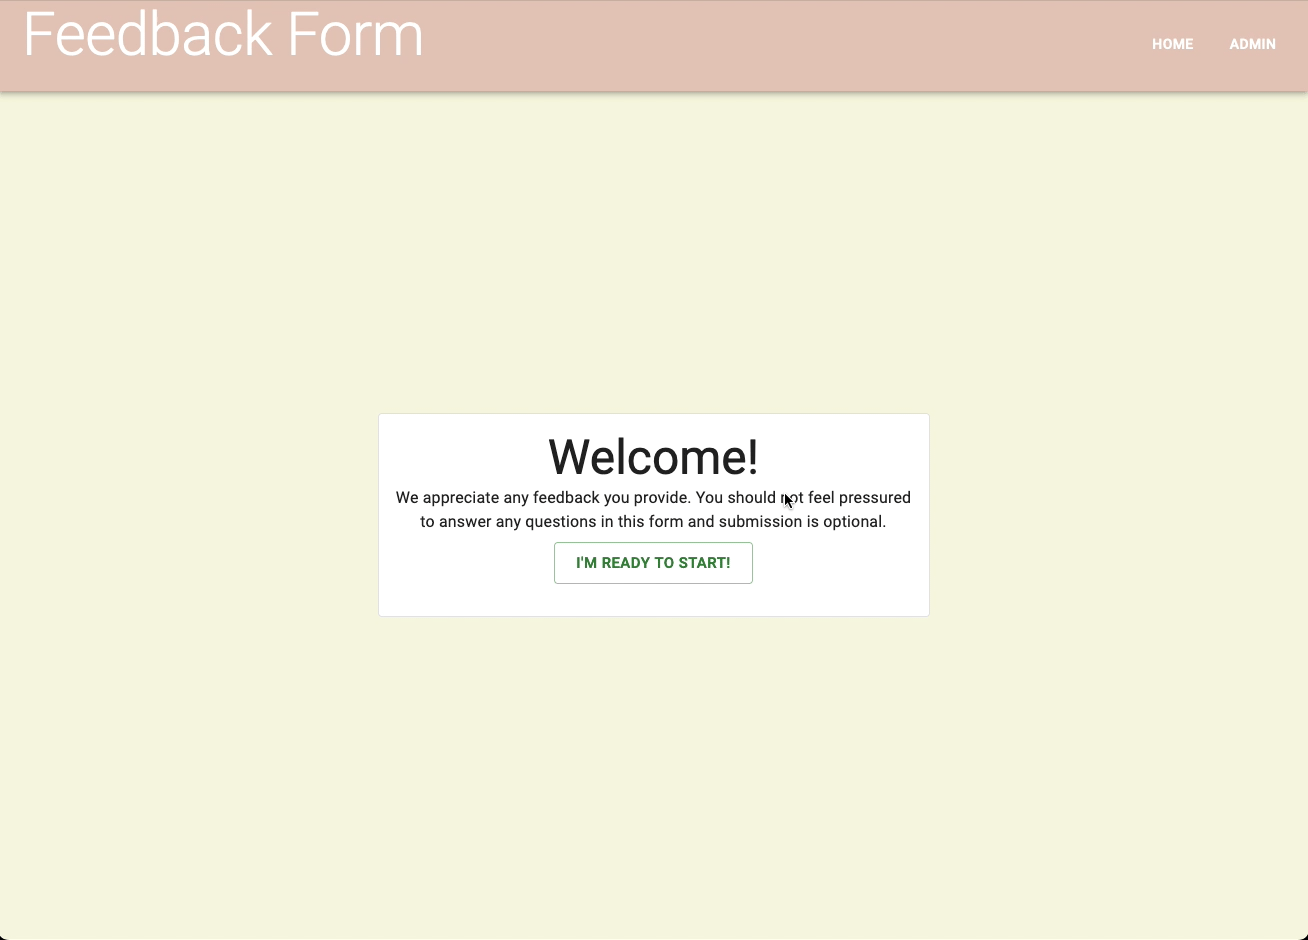 Feedback Form
HOME
ADMIN
Welcome!
We appreciate any feedback you provide. You should not feel pressured
to answer any questions in this form and submission is optional.
I'M READY TO START!